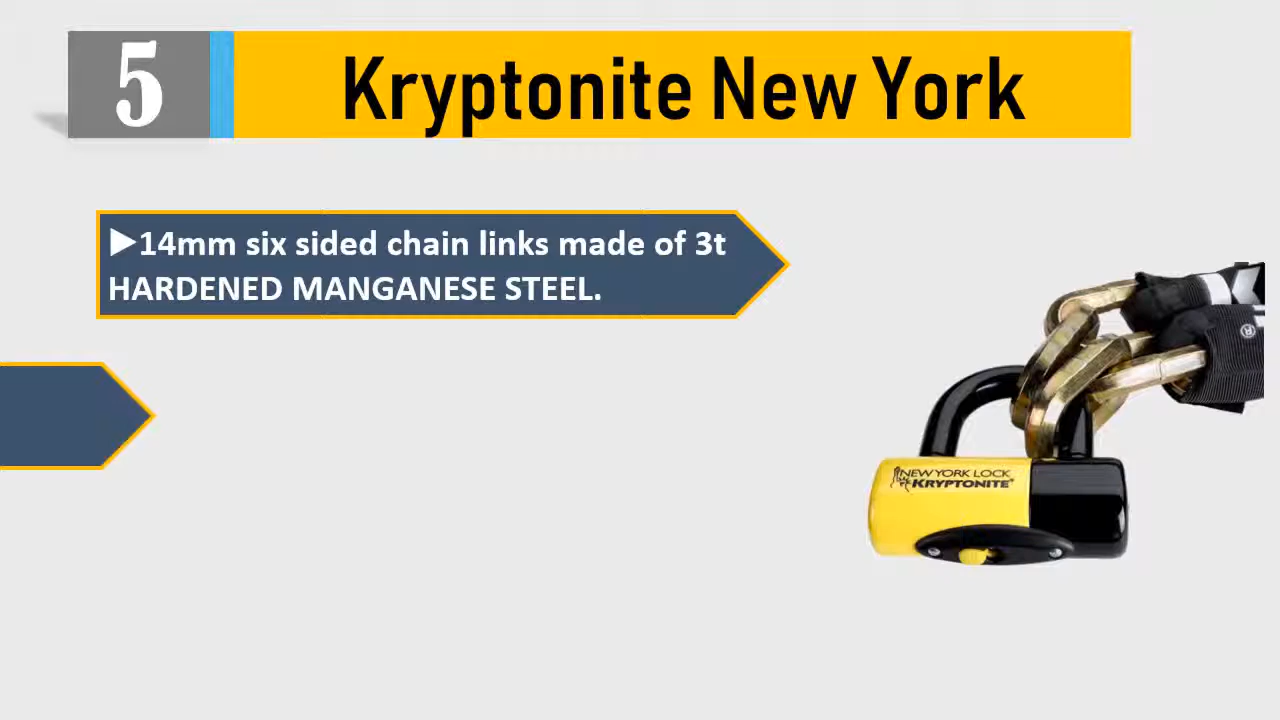 5
Kryptonite New York
▶14mm six sided chain links made of 3t
HARDENED MANGANESE STEEL.
®
NEW YORK LOCK
KRYPTONITE®